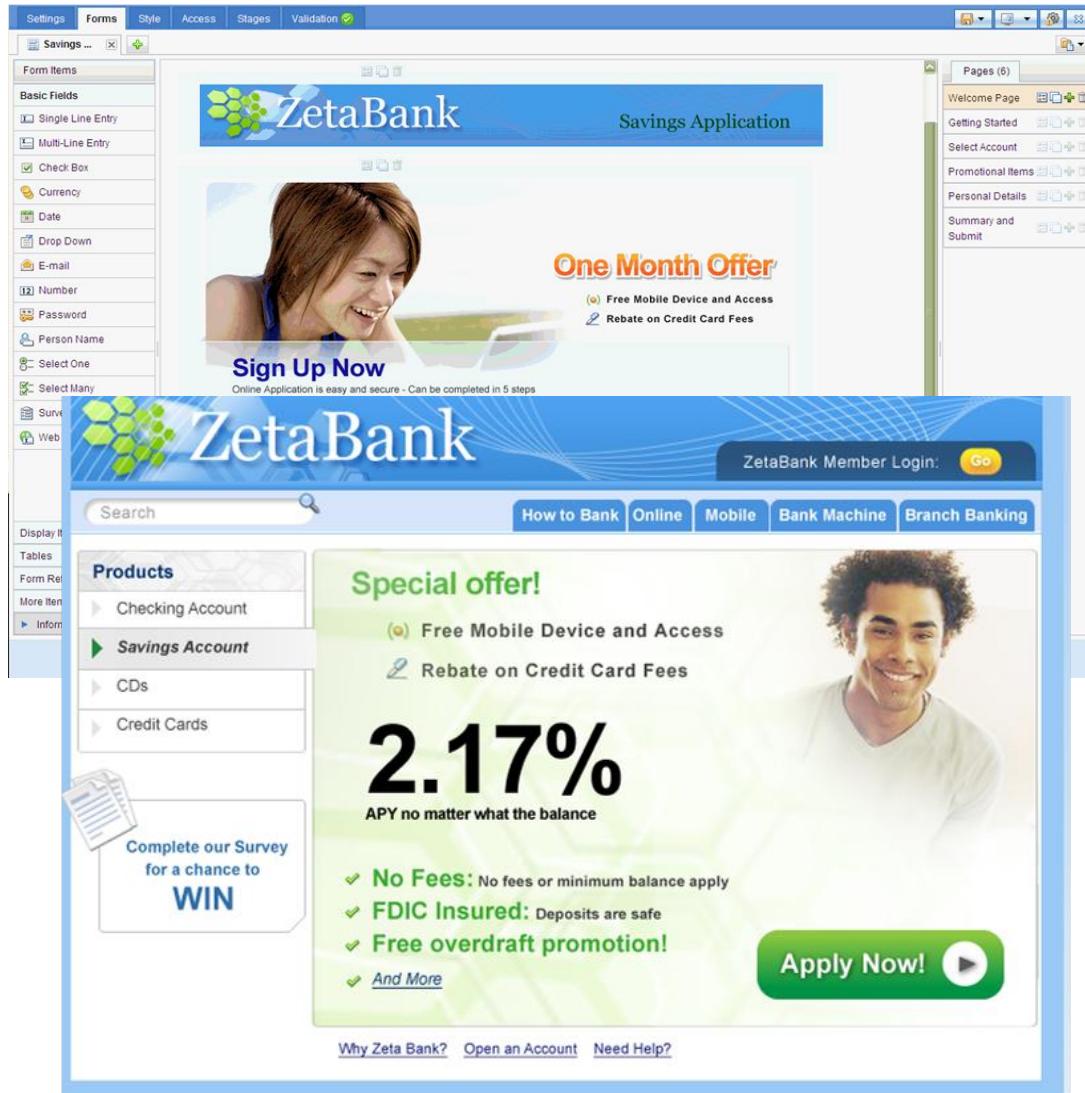 Settings Forms Style Access Stages Validation
Savings ...
Form Items
Basic Fields
Single Line Entry
Multi-Line Entry
Check Box
Currency
Date
Drop Down
E-mail
12 Number
Password
Person Name
Select One
Select Many
Surve
Web
Display It
Tables
Form Re
More Item
Inforn
ZetaBank Savings Application
One Month Offer
Free Mobile Device and Access
Rebate on Credit Card Fees
Sign Up Now
Online Application is easy and secure - Can be completed in 5 steps
Pages (6)
Welcome Page
Getting Started
Select Account
Promotional Items
Personal Details
Summary and
Submit
ZetaBank
ZetaBank Member Login: Go
Search
How to Bank Online Mobile Bank Machine Branch Banking
Products
Checking Account
Savings Account
CDs
Credit Cards
Complete our Survey
for a chance to
WIN
Special offer!
Free Mobile Device and Access
Rebate on Credit Card Fees
2.17%
APY no matter what the balance
No Fees: No fees or minimum balance apply
FDIC Insured: Deposits are safe
Free overdraft promotion!
And More
Apply Now!
Why Zeta Bank? Open an Account Need Help?